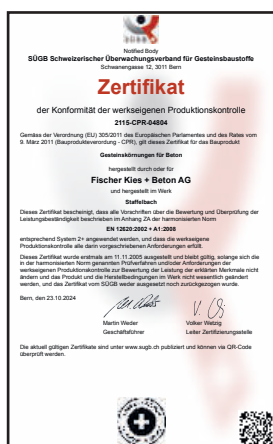 SÜGB
Notified Body
SÜGB Schweizerischer Überwachungsverband für Gesteinsbaustoffe
Schwanengasse 12, 3011 Bern
Zertifikat
der Konformität der werkseigenen Produktionskontrolle
2115-CPR-04804
Gemäss der Verordnung (EU) 305/2011 des Europäischen Parlamentes und des Rates vom
9. März 2011 (Bauprodukteverordnung - CPR), gilt dieses Zertifikat für das Bauprodukt
Gesteinskörnungen für Beton
hergestellt durch oder für
Fischer Kies + Beton AG
und hergestellt im Werk
Staffelbach
Dieses Zertifikat bescheinigt, dass alle Vorschriften über die Bewertung und Überprüfung der
Leistungsbeständigkeit beschrieben im Anhang ZA der harmonisierten Norm
EN 12620:2002 + A1:2008
entsprechend System 2+ angewendet werden, und dass die werkseigene
Produktionskontrolle alle darin vorgeschriebenen Anforderungen erfüllt.
Dieses Zertifikat wurde erstmals am 11.11.2005 ausgestellt und bleibt gültig, solange sich die
in der harmonisierten Norm genannten Prüfverfahren und/oder Anforderungen der
werkseigenen Produktionskontrolle zur Bewertung der Leistung der erklärten Merkmale nicht
ändern und das Produkt und die Herstellbedingungen im Werk nicht wesentlich geändert
werden, und das Zertifikat vom SÜGB weder ausgesetzt noch zurückgezogen wurde.
Bern, den 23.10.2024
Martin Weder
Geschäftsführer
Volker Wetzig
Leiter Zertifizierungsstelle
Die aktuell gültigen Zertifikate sind unter www.sugb.ch publiziert und können via QR-Code
überprüft werden.